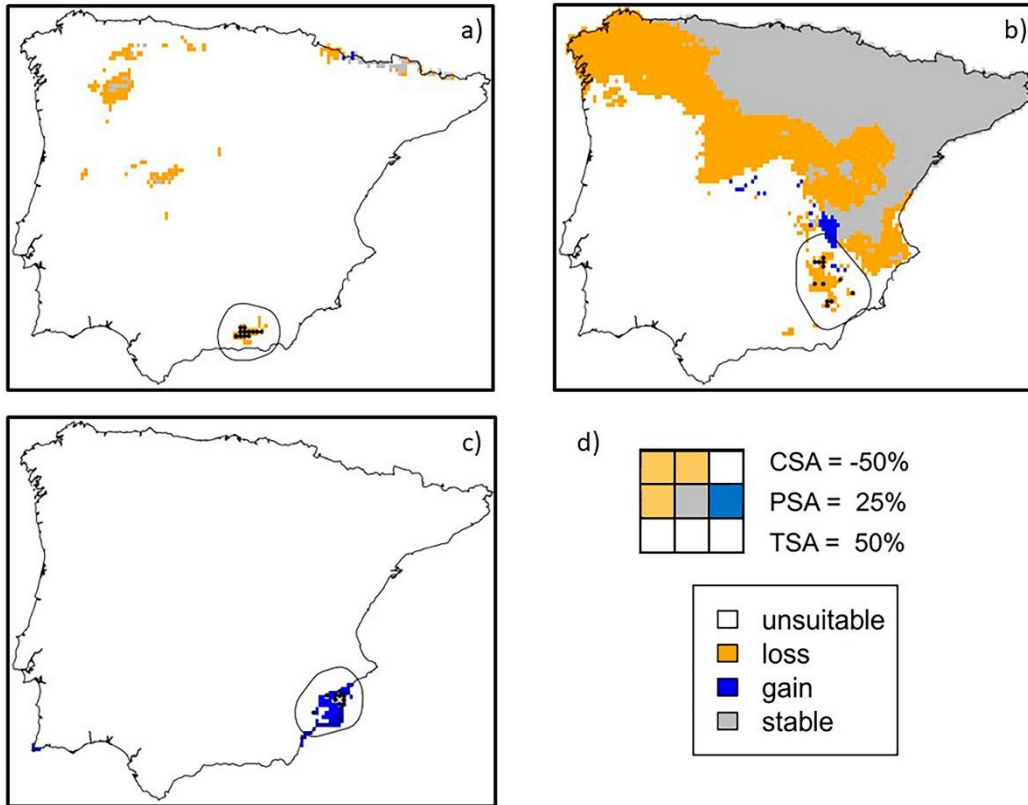 a)
b)
c)
d)
CSA = -50%
PSA = 25%
TSA = 50%
unsuitable
loss
gain
stable